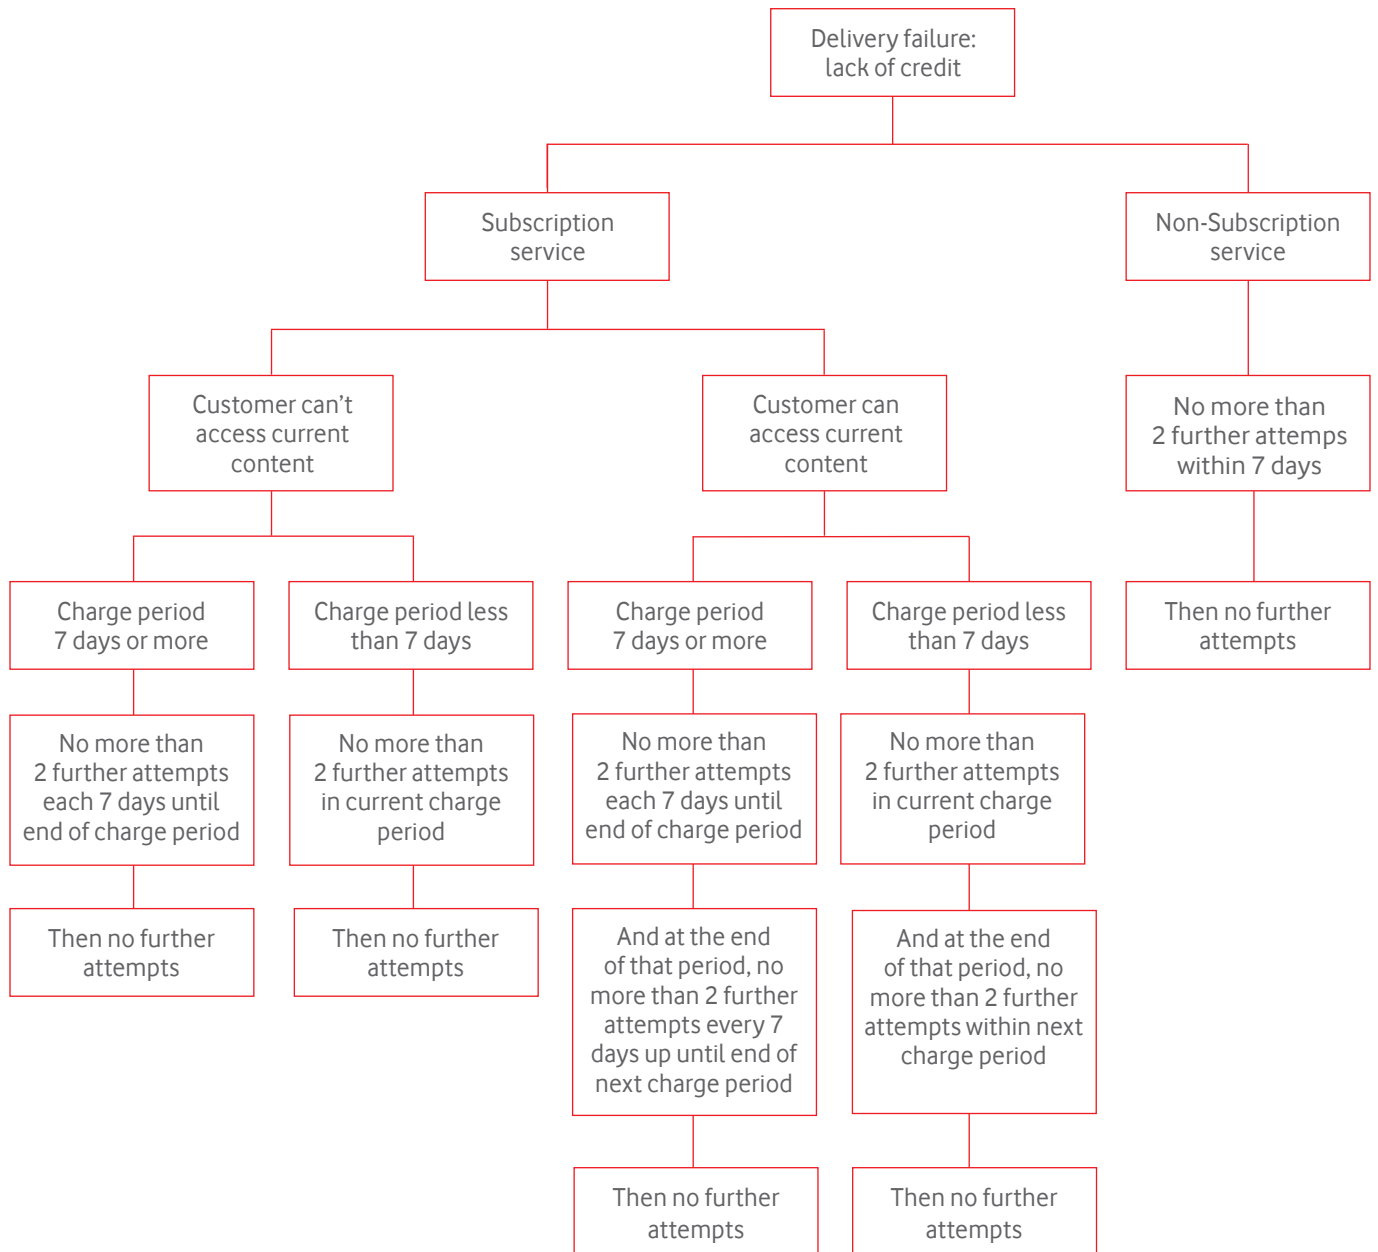 Delivery failure:
lack of credit
Subscription
service
Non-Subscription
service
Customer can’t
access current
content
Customer can
access current
content
No more than
2 further attemps
within 7 days
Charge period
7 days or more
Charge period less
than 7 days
Charge period
7 days or more
Charge period less
than 7 days
Then no further
attempts
No more than
2 further attempts
each 7 days until
end of charge period
No more than
2 further attempts
in current charge
period
No more than
2 further attempts
each 7 days until
end of charge period
No more than
2 further attempts
in current charge
period
Then no further
attempts
Then no further
attempts
And at the end
of that period, no
more than 2 further
attempts every 7
days up until end of
next charge period
And at the end
of that period, no
more than 2 further
attempts within next
charge period
Then no further
attempts
Then no further
attempts